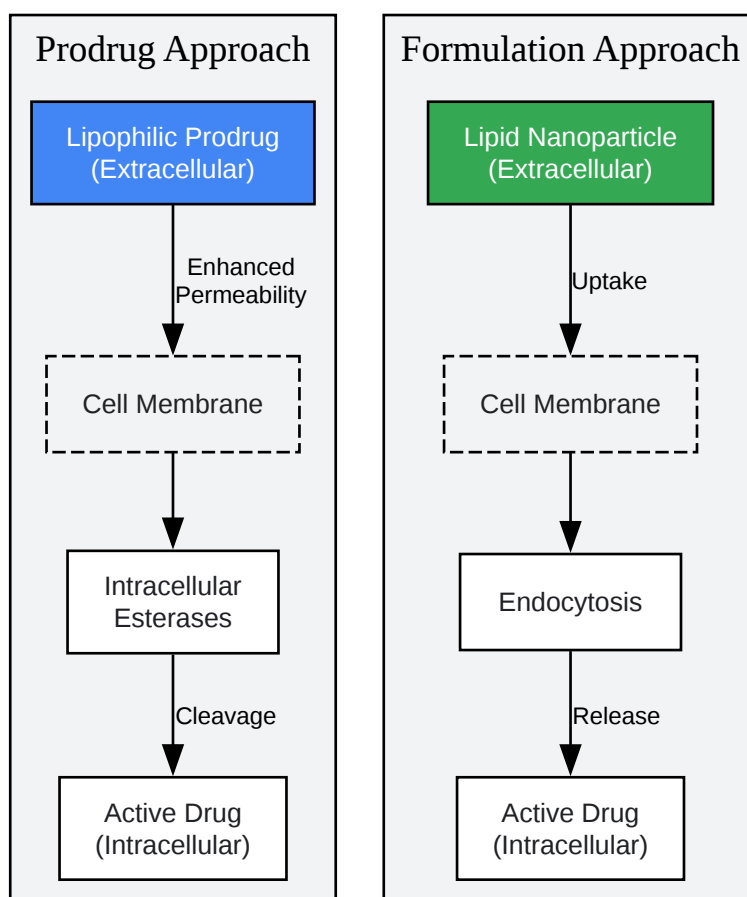 Prodrug Approach
Lipophilic Prodrug
(Extracellular)
Enhanced
Permeability
Cell Membrane
Intracellular
Esterases
Cleavage
Active Drug
(Intracellular)
Formulation Approach
Lipid Nanoparticle
(Extracellular)
Uptake
Cell Membrane
Endocytosis
Release
Active Drug
(Intracellular)